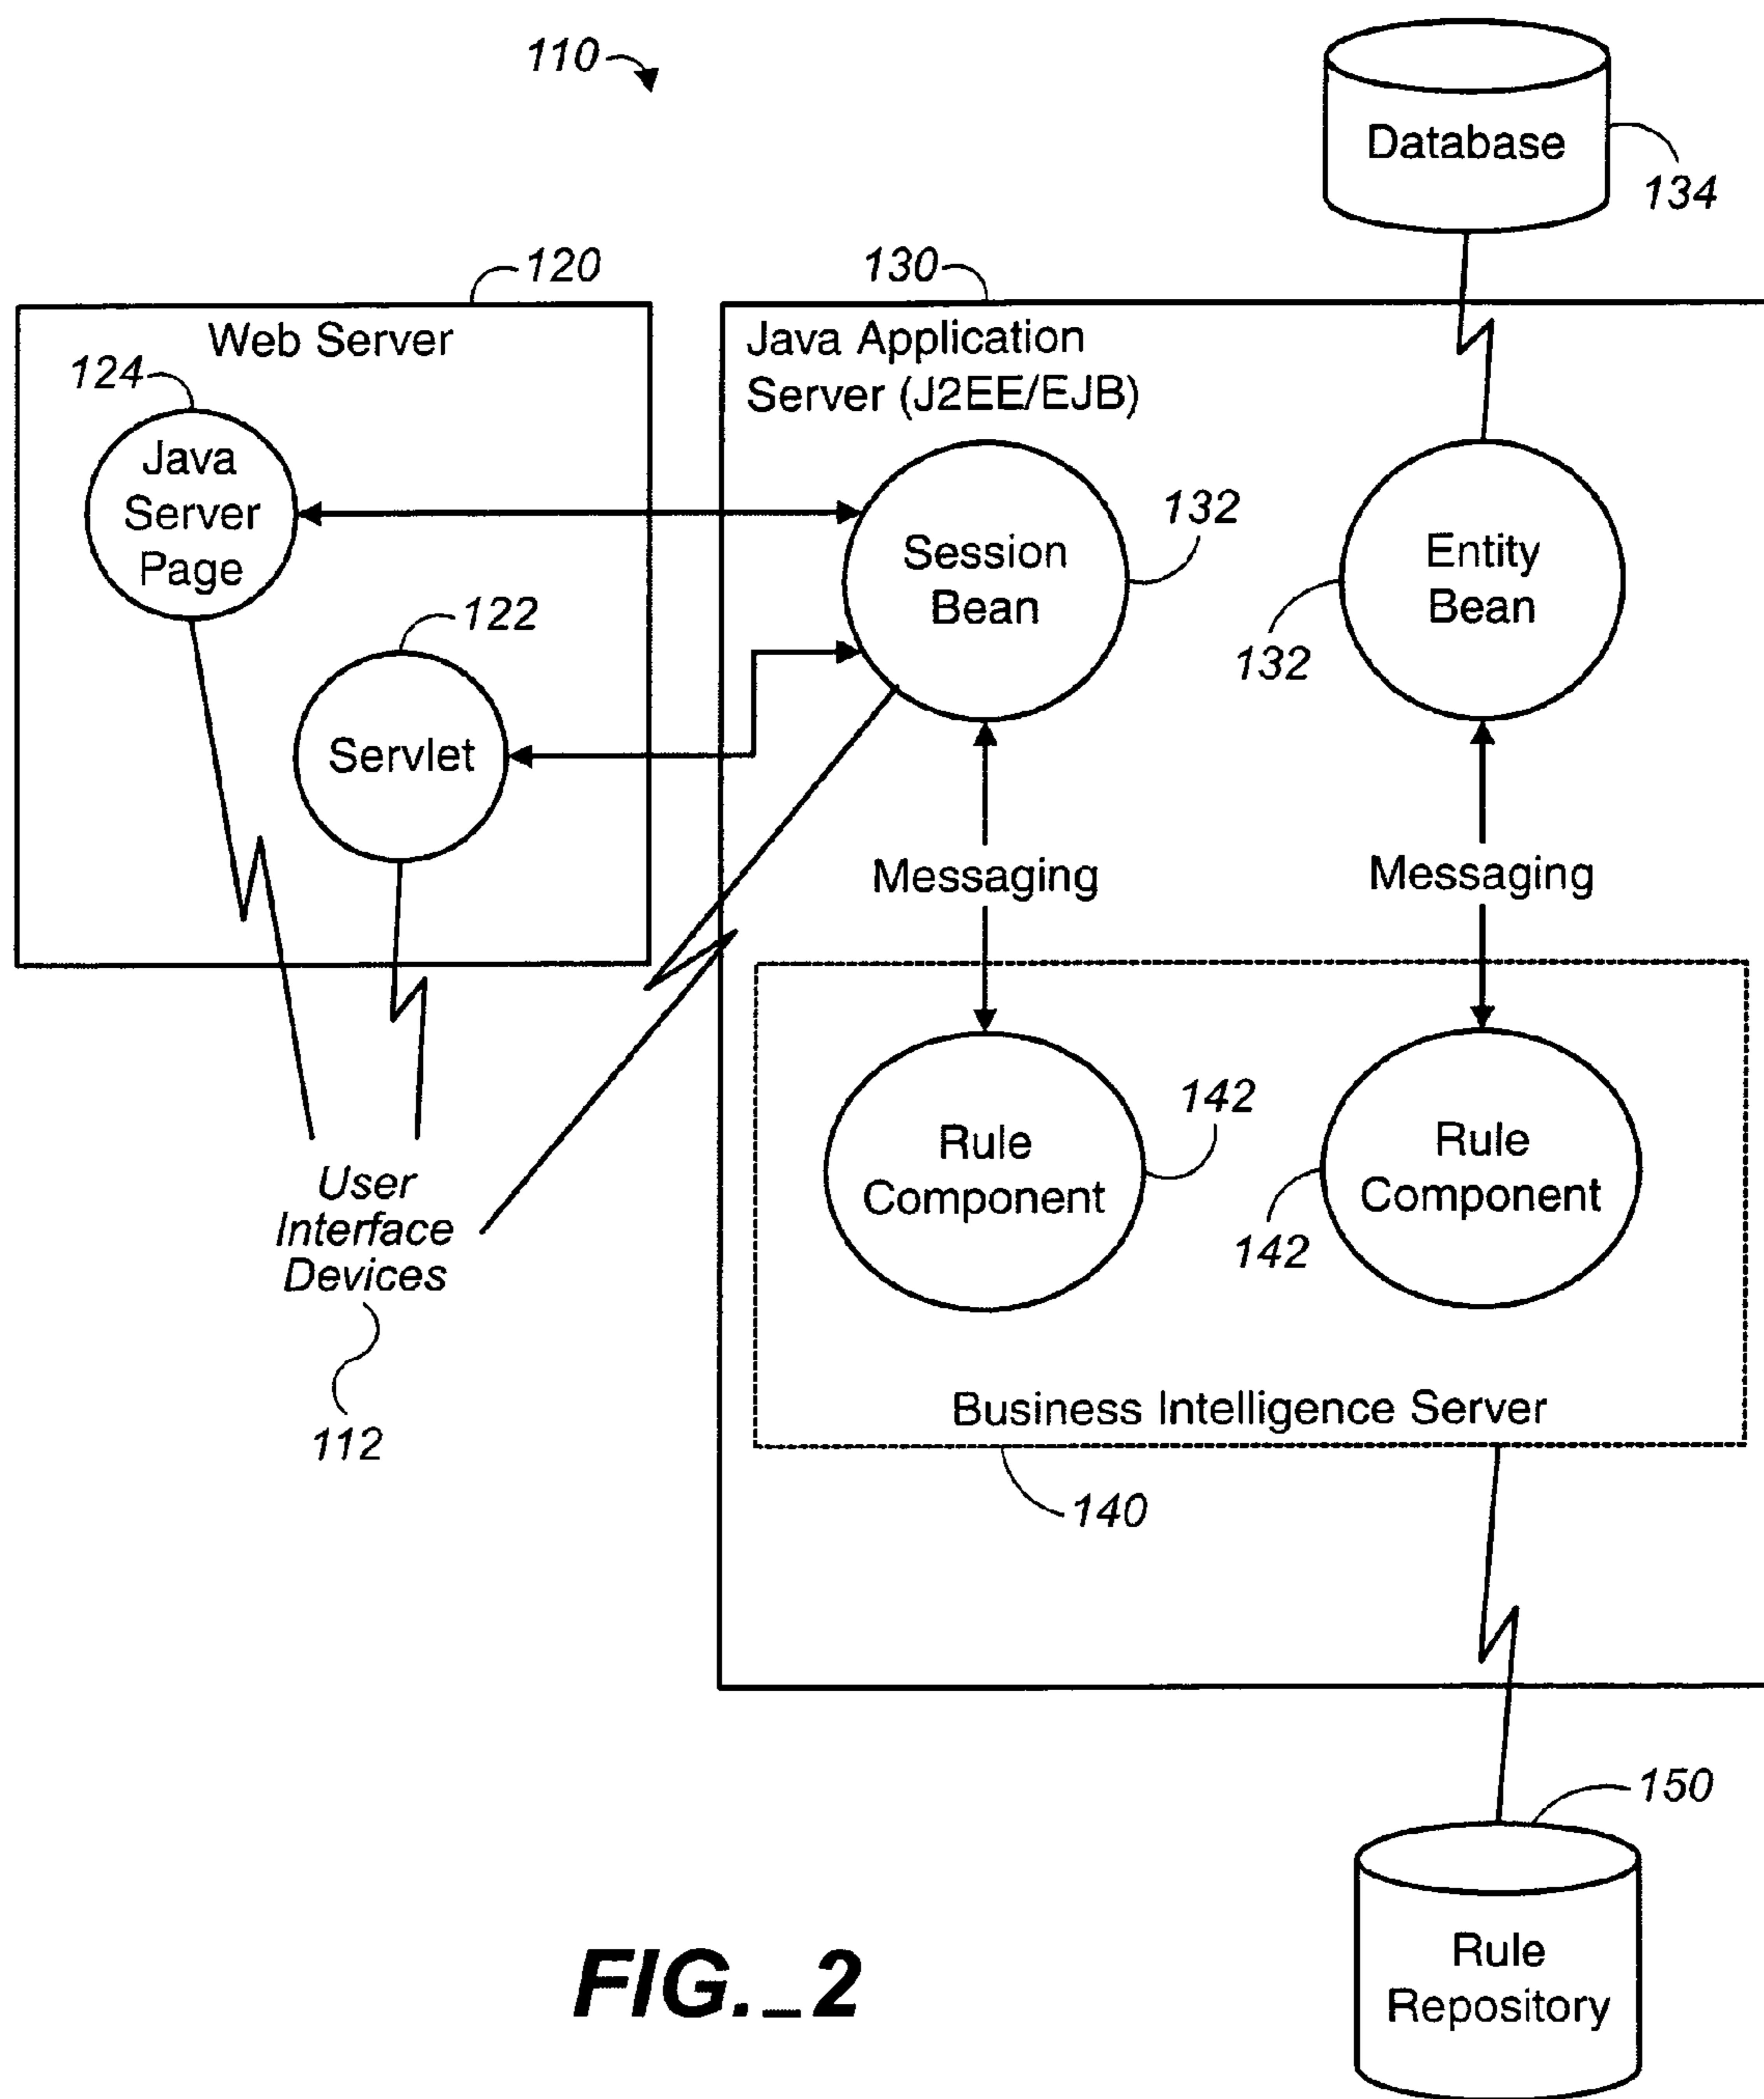 110
Database
134
120
130
Web Server
Java Application
Server (J2EE/EJB)
124
Java
Server
Page
132
Session
Bean
Entity
Bean
132
122
Servlet
Messaging
Messaging
142
Rule
Component
Rule
Component
142
User
Interface
Devices
112
Business Intelligence Server
140
150
Rule
Repository
FIG._2